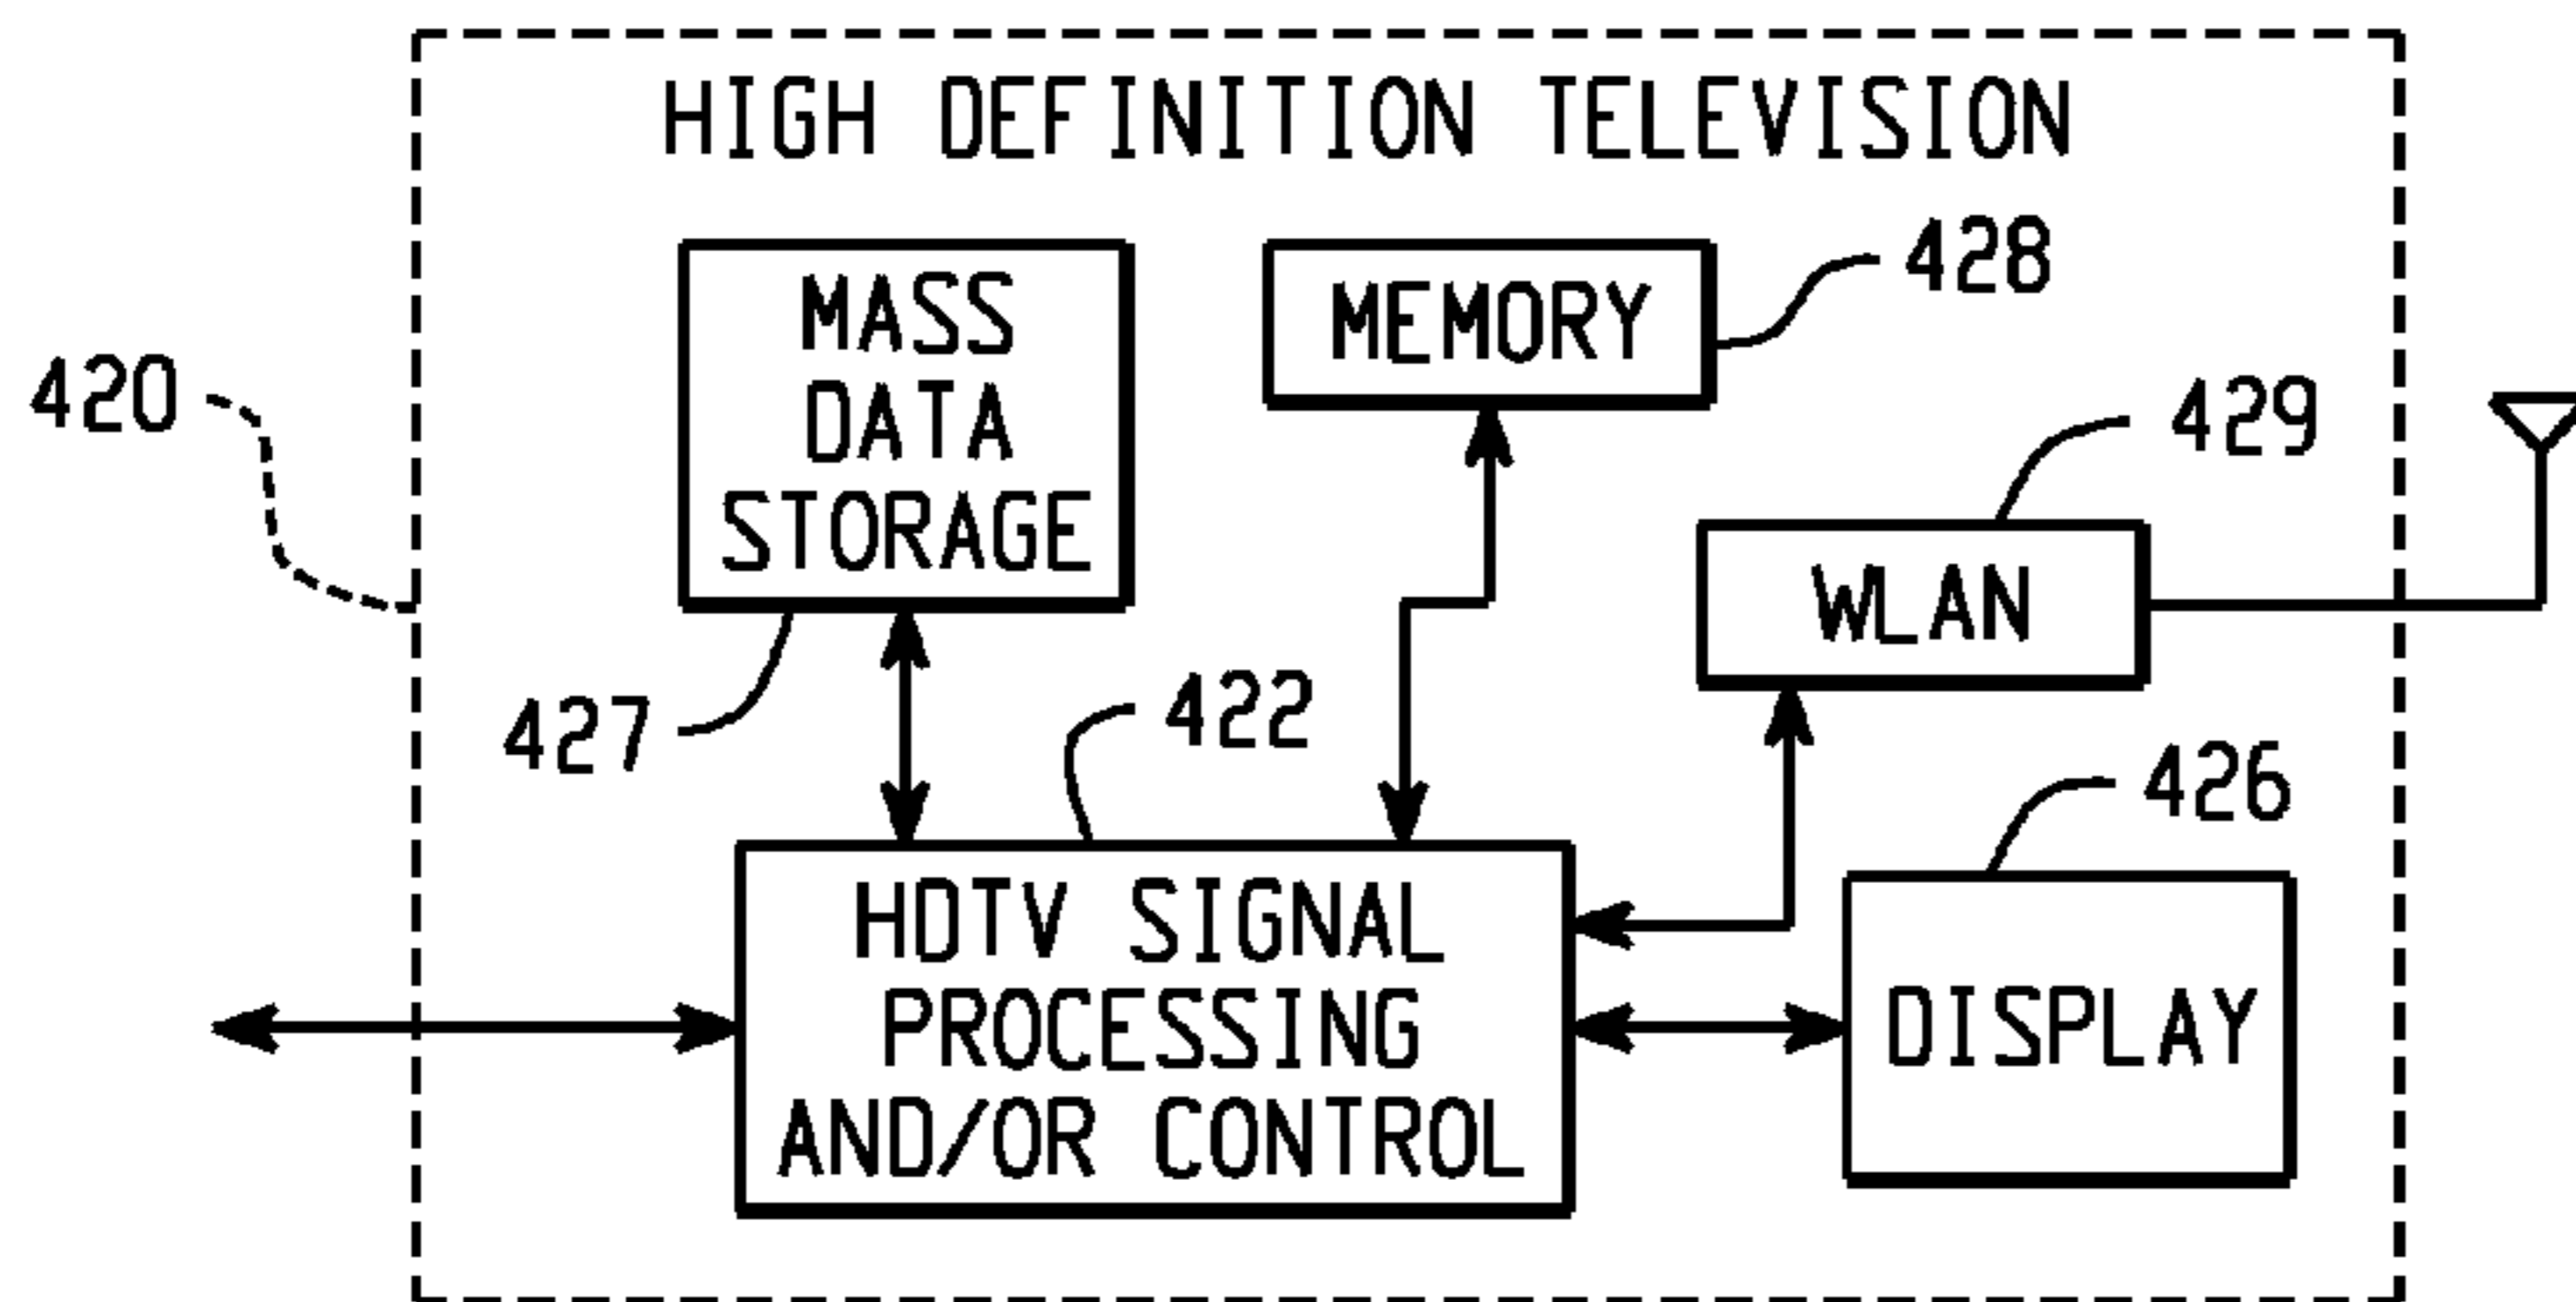 HIGH DEFINITION TELEVISION
MASS
DATA
STORAGE
MEMORY
428
420
429
WLAN
427
422
426
HDTV SIGNAL
PROCESSING
AND/OR CONTROL
DISPLAY